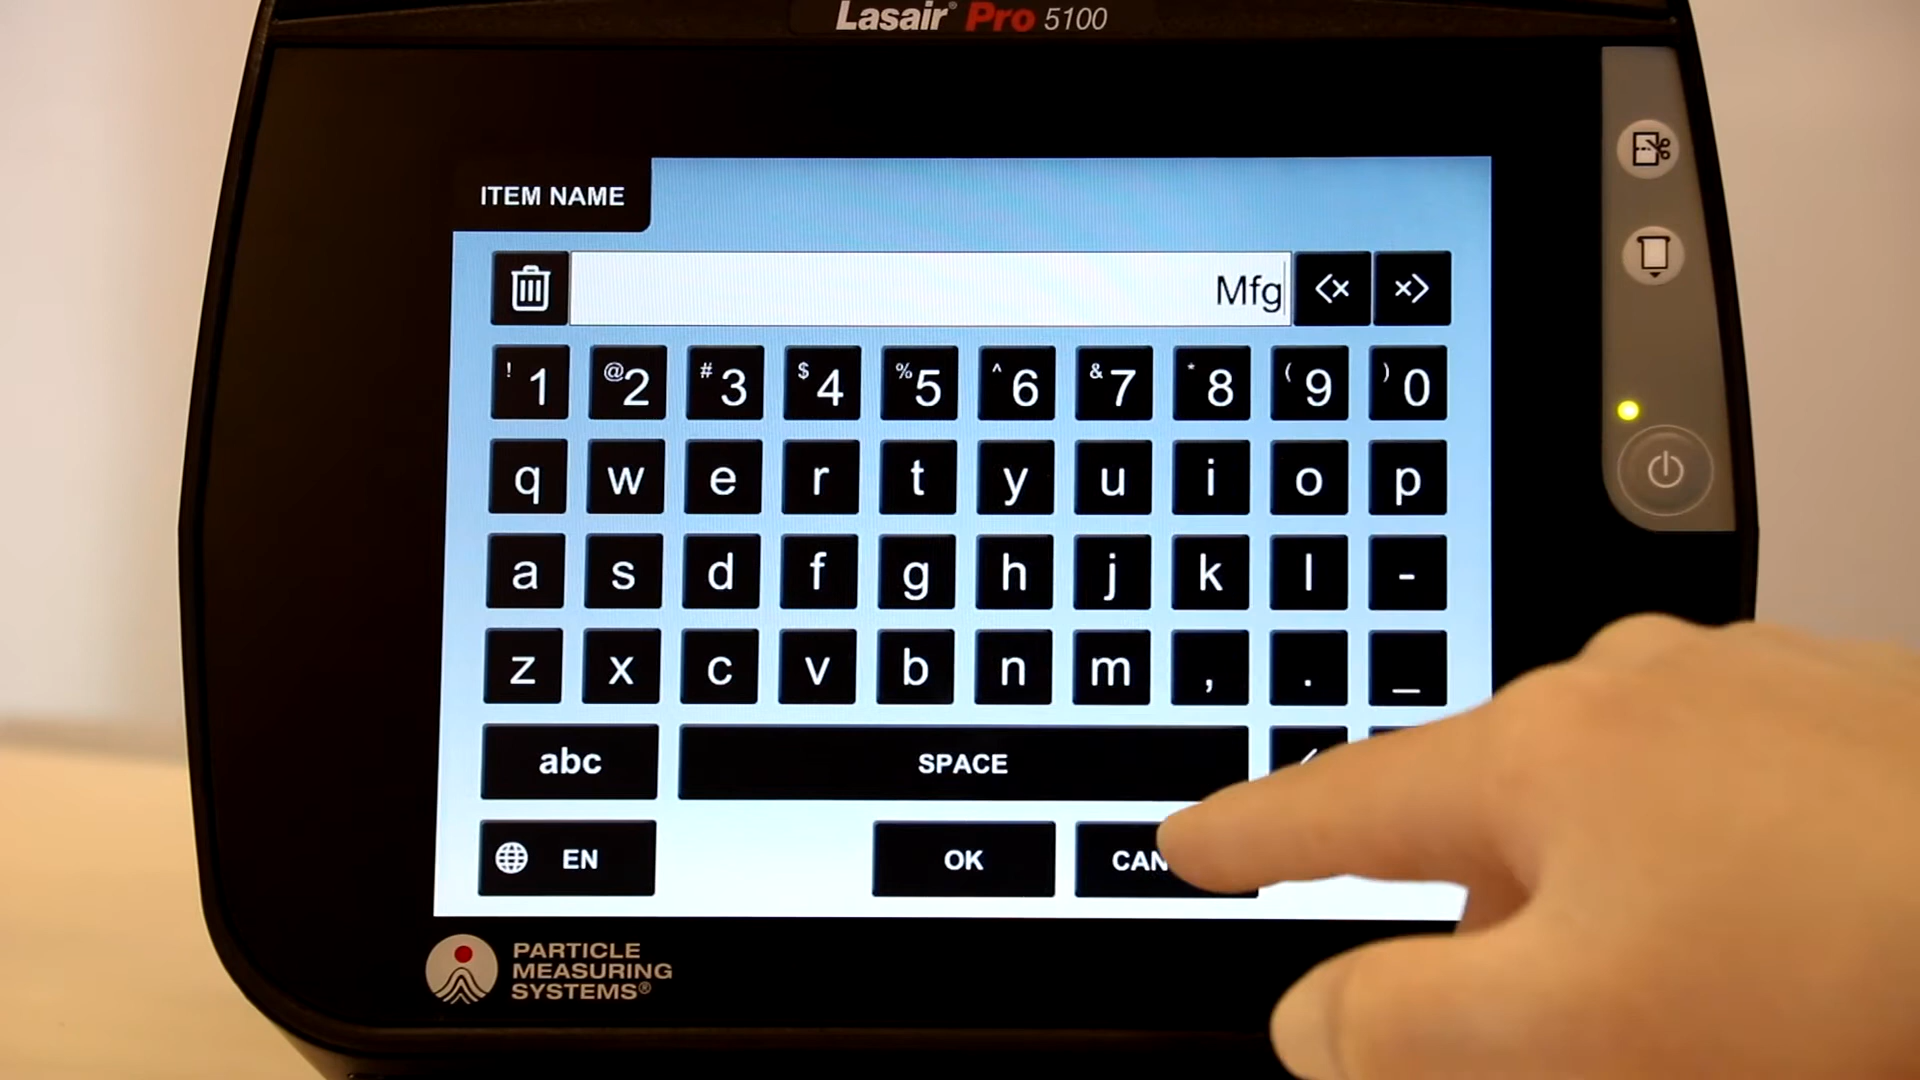 Lasair® Pro 5100
ITEM NAME
Mfg
! 1 @ 2 # 3 $ 4 % 5 ^ 6 & 7 * 8 ( 9 ) 0
q w e r t y u i o p
a s d f g h j k l -
z x c v b n m , . _
abc SPACE
EN OK CAN
PARTICLE
MEASURING
SYSTEMS®